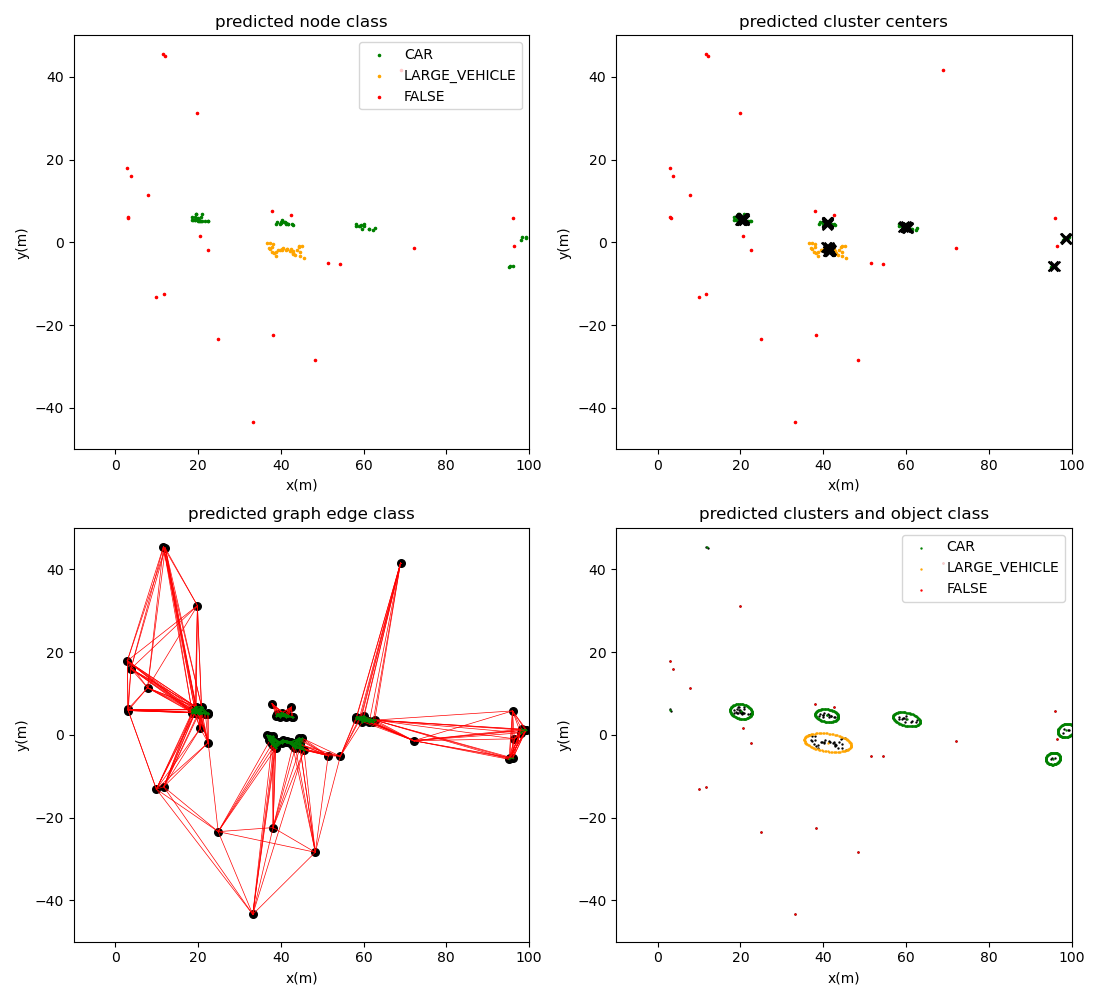 predicted node class
CAR
LARGE_VEHICLE
FALSE
40
20
0
−20
−40
y(m)
0 20 40 60 80 100
x(m)
predicted cluster centers
40
20
0
−20
−40
y(m)
0 20 40 60 80 100
x(m)
predicted graph edge class
40
20
0
−20
−40
y(m)
0 20 40 60 80 100
x(m)
predicted clusters and object class
CAR
LARGE_VEHICLE
FALSE
40
20
0
−20
−40
y(m)
0 20 40 60 80 100
x(m)